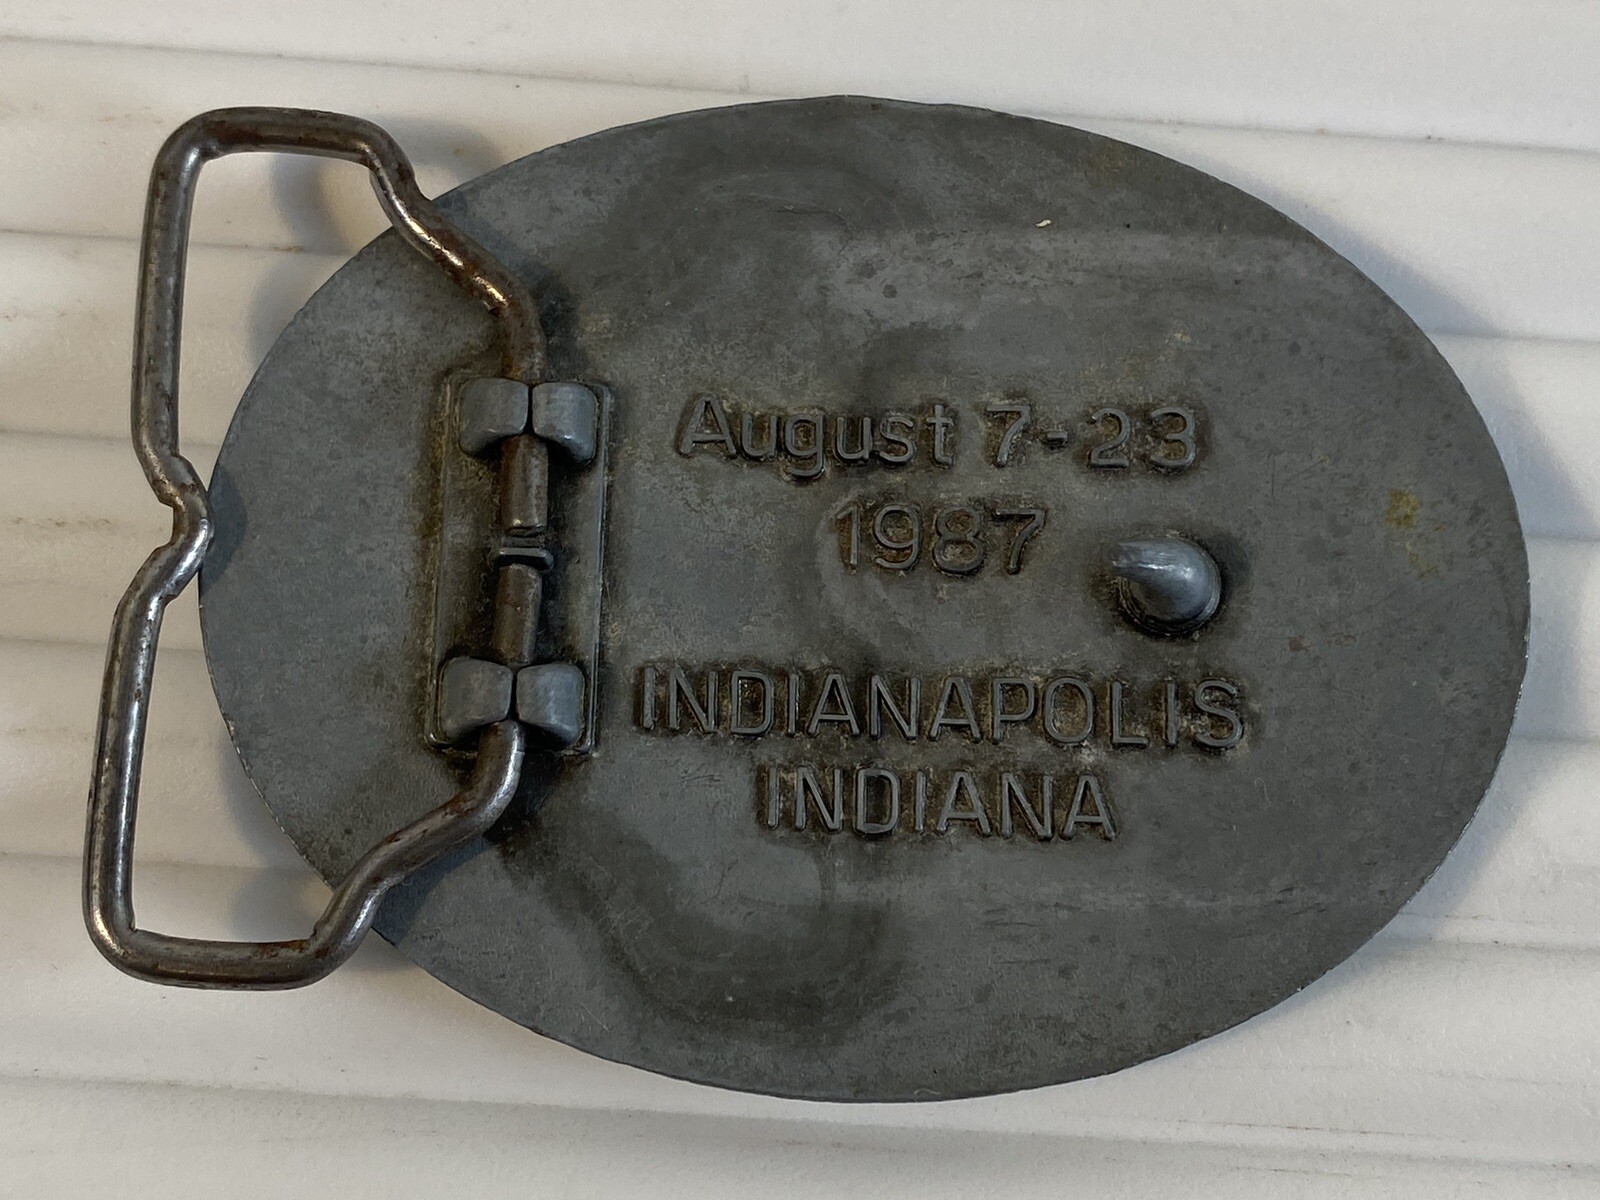 August 7-23
1987
INDIANAPOLIS
INDIANA